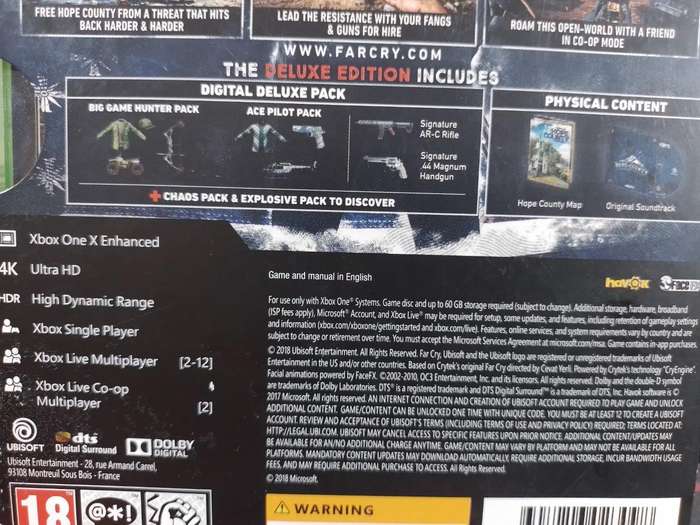 FREE HOPE COUNTY FROM A THREAT THAT HITS
BACK HARDER & HARDER
LEAD THE RESISTANCE WITH YOUR FANGS
& GUNS FOR HIRE
ROAM THIS OPEN-WORLD WITH A FRIEND
IN CO-OP MODE
WWW.FARCRY.COM
THE DELUXE EDITION INCLUDES
DIGITAL DELUXE PACK
BIG GAME HUNTER PACK
ACE PILOT PACK
Signature
AR-C Rifle
Signature
.44 Magnum
Handgun
+ CHAOS PACK & EXPLOSIVE PACK TO DISCOVER
PHYSICAL CONTENT
Hope County Map
Original Soundtrack
Xbox One X Enhanced
4K Ultra HD
HDR High Dynamic Range
Xbox Single Player
Xbox Live Multiplayer [2-12]
Xbox Live Co-op
Multiplayer [2]
UBISOFT
dts
Digital Surround
DOLBY
DIGITAL
Ubisoft Entertainment - 28, rue Armand Carrel,
93108 Montreuil Sous Bois - France
18
@*!
Game and manual in English
havok
For use only with Xbox One® Systems. Game disc and up to 60 GB storage required (subject to change). Additional storage, hardware, broadband
(ISP fees apply), Microsoft® Account, and Xbox Live® may be required for setup, some updates, and features, including retention of gameplay settings
and information (xbox.com/xboxone/gettingstarted and xbox.com/live). Features, online services, and system requirements vary by country and are
subject to change or retirement over time. You must accept the Microsoft Services Agreement at microsoft.com/msa. Game contains in-app purchases.
© 2018 Ubisoft Entertainment. All Rights Reserved. Far Cry, Ubisoft and the Ubisoft logo are registered or unregistered trademarks of Ubisoft
Entertainment in the US and/or other countries. Based on Crytek's original Far Cry directed by Cevat Yerli. Powered by Crytek's technology "CryEngine".
Facial animations powered by FaceFX. ©2002-2010, OC3 Entertainment, Inc. and its licensors. All rights reserved. Dolby and the double-D symbol
are trademarks of Dolby Laboratories. DTS® is a registered trademark and DTS Digital Surround™ is a trademark of DTS, Inc. Havok software is ©
2017 Microsoft. All rights reserved. AN INTERNET CONNECTION AND CREATION OF UBISOFT ACCOUNT REQUIRED TO PLAY GAME AND UNLOCK
ADDITIONAL CONTENT. GAME/CONTENT CAN BE UNLOCKED ONE TIME WITH UNIQUE CODE. YOU MUST BE AT LEAST 12 TO CREATE A UBISOFT
ACCOUNT. REVIEW AND ACCEPTANCE OF UBISOFT'S TERMS (INCLUDING TERMS OF USE AND PRIVACY POLICY) REQUIRED; TERMS LOCATED AT:
HTTP://LEGAL.UBI.COM. UBISOFT MAY CANCEL ACCESS TO SPECIFIC FEATURES UPON PRIOR NOTICE. ADDITIONAL CONTENT/UPDATES MAY
BE AVAILABLE FOR AN/NO ADDITIONAL CHARGE ANYTIME. GAME/CONTENT MAY VARY BY PLATFORM AND MAY NOT BE AVAILABLE FOR ALL
PLATFORMS. MANDATORY CONTENT UPDATES MAY DOWNLOAD AUTOMATICALLY, REQUIRE ADDITIONAL STORAGE, INCUR BANDWIDTH USAGE
FEES, AND MAY REQUIRE ADDITIONAL PURCHASE TO ACCESS. All Rights Reserved.
© 2018 Microsoft.
WARNING